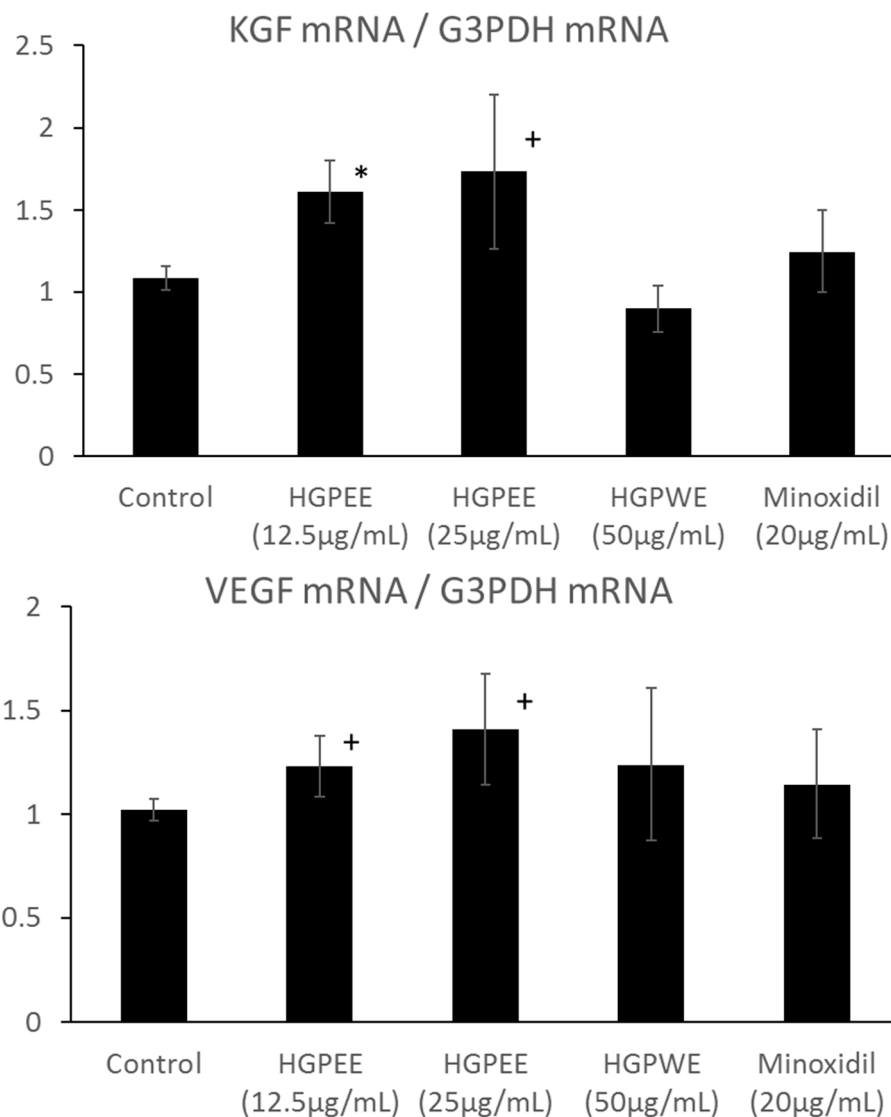 KGF mRNA / G3PDH mRNA
2.5
2
1.5
1
0.5
0
*
+
Control HGPEE HGPEE HGPWE Minoxidil
(12.5µg/mL) (25µg/mL) (50µg/mL) (20µg/mL)
VEGF mRNA / G3PDH mRNA
2
1.5
1
0.5
0
+
+
Control HGPEE HGPEE HGPWE Minoxidil
(12.5µg/mL) (25µg/mL) (50µg/mL) (20µg/mL)